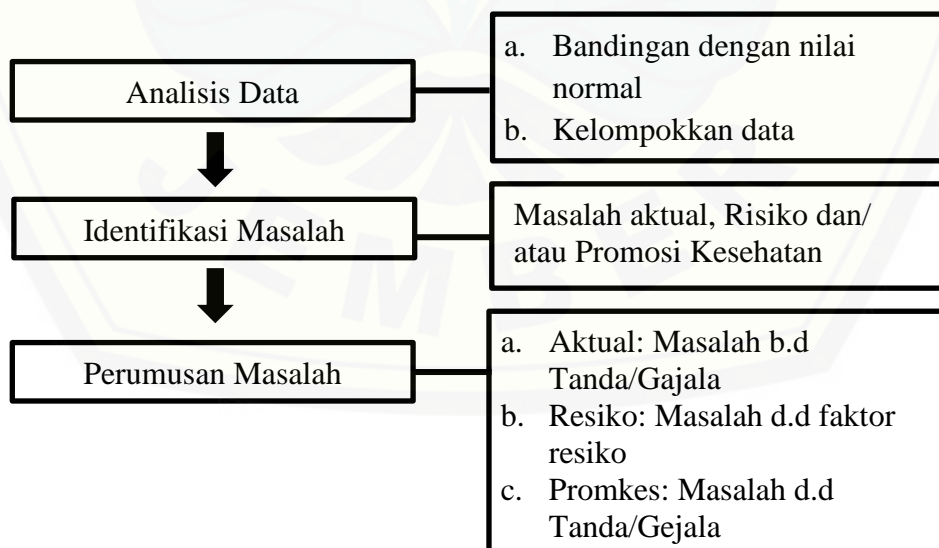 Analisis Data
a. Bandingan dengan nilai
normal
b. Kelompokkan data
Identifikasi Masalah
Masalah aktual, Risiko dan/
atau Promosi Kesehatan
Perumusan Masalah
a. Aktual: Masalah b.d
Tanda/Gajala
b. Resiko: Masalah d.d faktor
resiko
c. Promkes: Masalah d.d
Tanda/Gejala
JEMBER